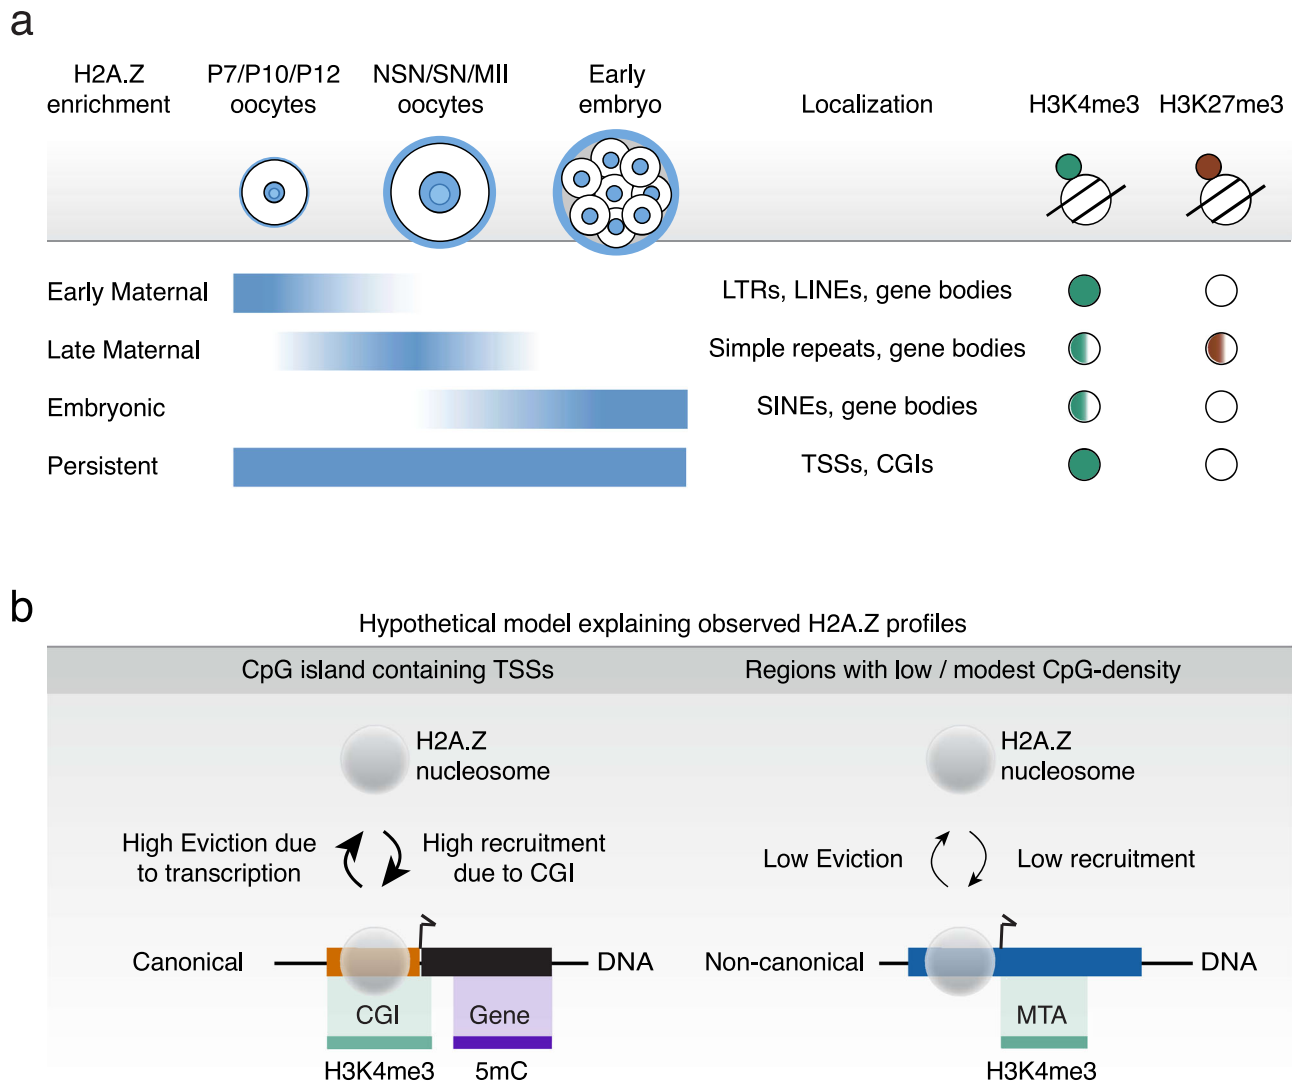 a
H2A.Z
enrichment
P7/P10/P12
oocytes
NSN/SN/MII
oocytes
Early
embryo
Localization
H3K4me3
H3K27me3
Early Maternal
LTRs, LINEs, gene bodies
Late Maternal
Simple repeats, gene bodies
Embryonic
SINEs, gene bodies
Persistent
TSSs, CGIs
b
Hypothetical model explaining observed H2A.Z profiles
CpG island containing TSSs
Regions with low / modest CpG-density
H2A.Z
nucleosome
H2A.Z
nucleosome
High Eviction due
to transcription
High recruitment
due to CGI
Low Eviction
Low recruitment
Canonical
DNA
Non-canonical
DNA
CGI
Gene
MTA
H3K4me3
5mC
H3K4me3